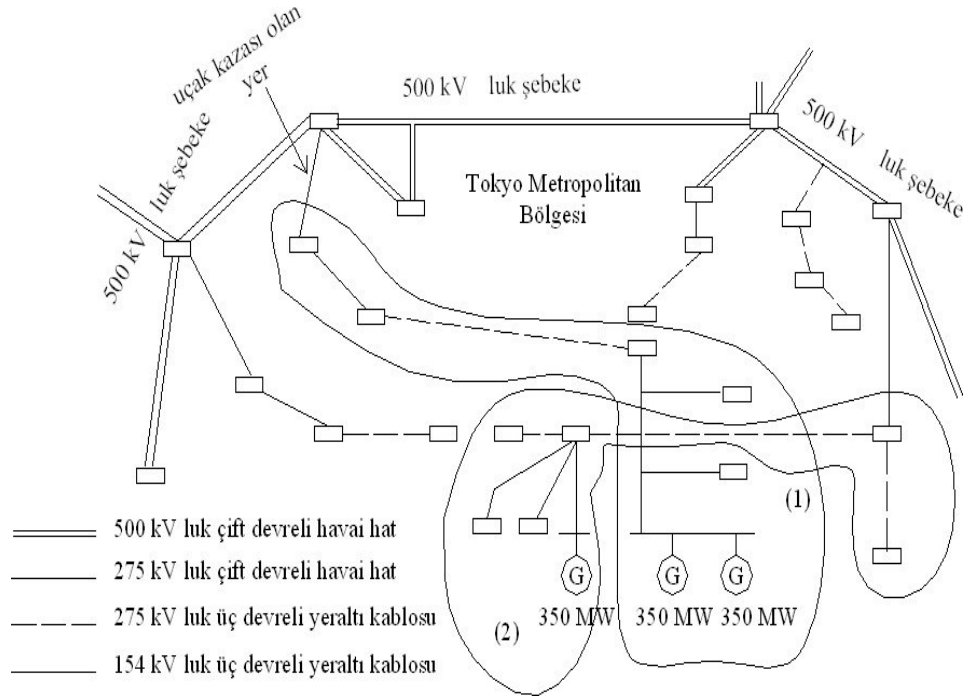 uçak kazası olan
yer
500 kV luk şebeke
500 kV luk şebeke
500 kV luk şebeke
Tokyo Metropolitan
Bölgesi
(1)
500 kV luk çift devreli havai hat
275 kV luk çift devreli havai hat
275 kV luk üç devreli yeraltı kablosu
154 kV luk üç devreli yeraltı kablosu
G
G
G
350 MW
350 MW
350 MW
(2)